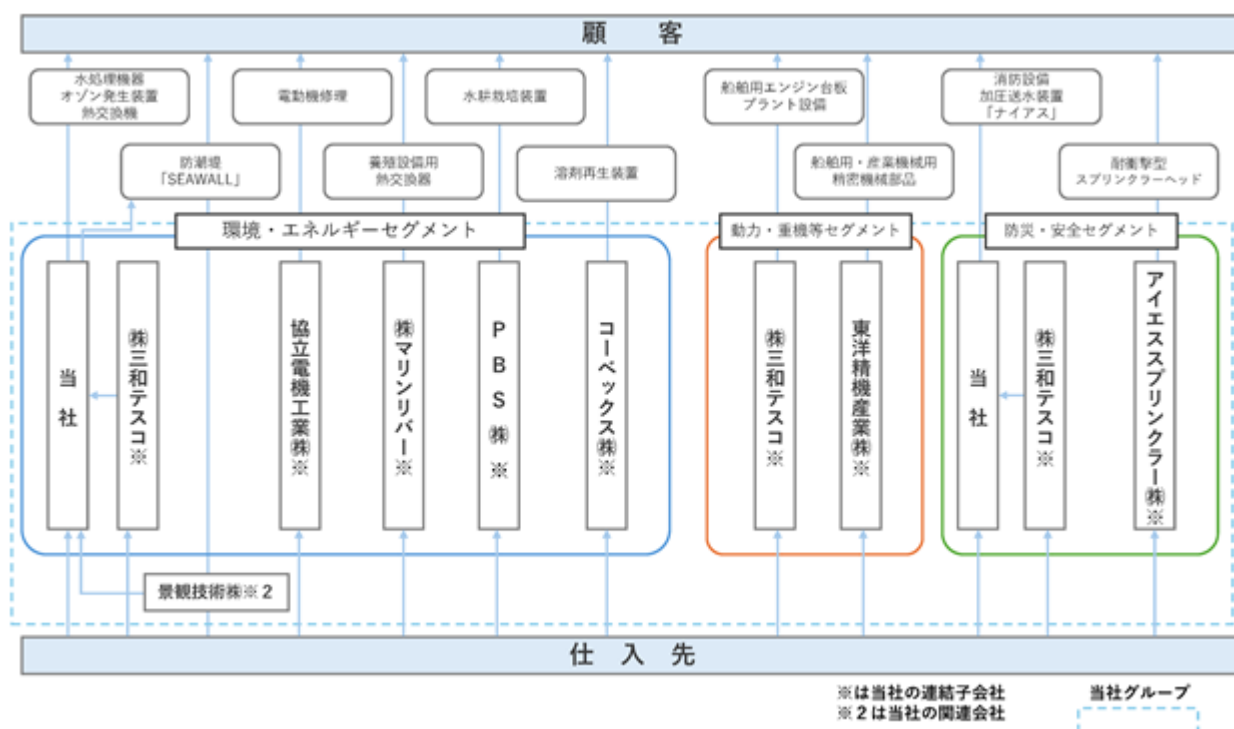 顧　客
水処理機器
オゾン発生装置
熱交換機
電動機修理
水耕栽培装置
船舶用エンジン台板
プラント設備
消防設備
加圧送水装置
「ナイアス」
防潮堤
「SEAWALL」
養殖設備用
熱交換器
溶剤再生装置
船舶用・産業機械用
精密機械部品
耐衝撃型
スプリンクラーヘッド
環境・エネルギーセグメント
動力・重機等セグメント
防災・安全セグメント
当社
㈱三和テスコ※
協立電機工業㈱※
㈱マリンリバー※
PBS㈱※
コーベックス㈱※
㈱三和テスコ※
東洋精機産業㈱※
当社
㈱三和テスコ※
アイエススプリンクラー㈱※
景観技術㈱※2
仕　入　先
※は当社の連結子会社
※2は当社の関連会社
当社グループ